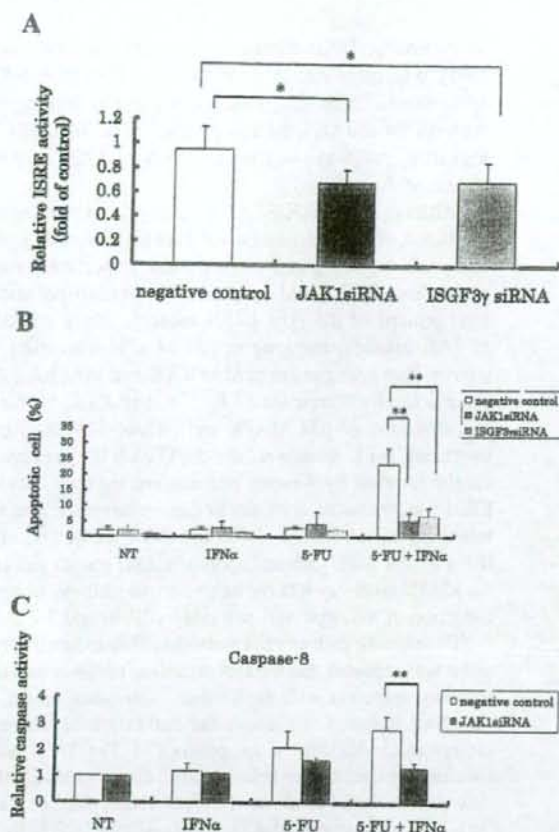 A
*
*
Relative ISRE activity
(fold of control)
1.2
1
0.8
0.6
0.4
0.2
0
negative control JAK1siRNA ISGF3γ siRNA
B
**
**
negative control
JAK1siRNA
ISGF3γsiRNA
Apoptotic cell (%)
35
30
25
20
15
10
5
0
NT IFNα 5-FU 5-FU + IFNα
C
Caspase-8
**
negative control
JAK1siRNA
Relative caspase activity
4
3
2
1
0
NT IFNα 5-FU 5-FU + IFNα